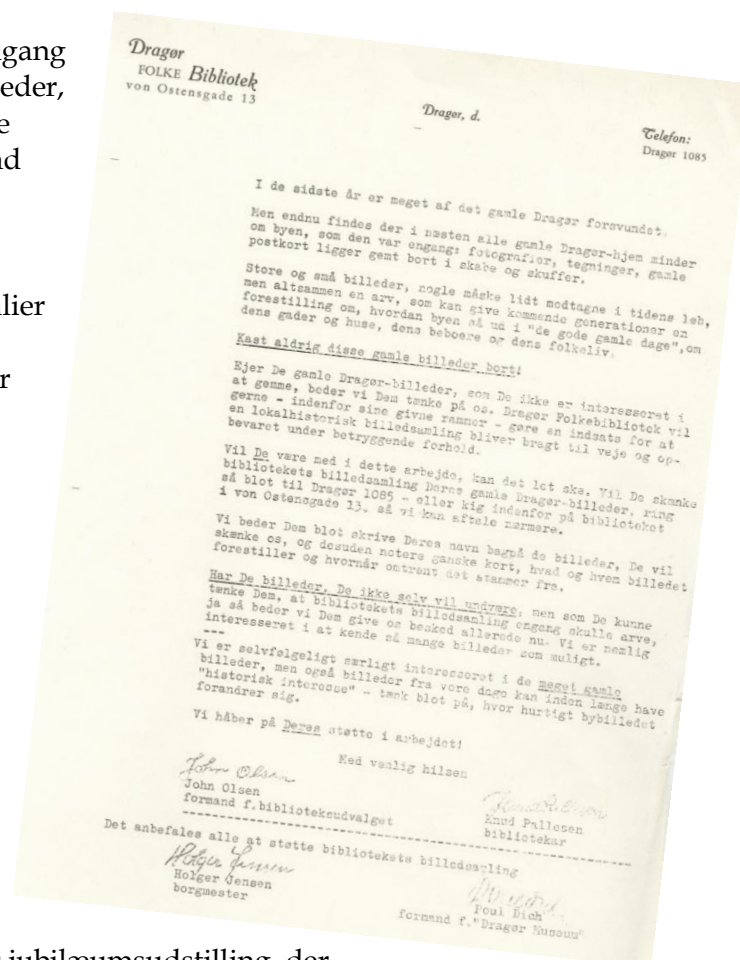 gang
eder,
e
nd
lier
r
Dragør
FOLKE Bibliotek
von Ostensgade 13
Dragør, d.
Telefon:
Dragør 1085
I de sidste år er meget af det gamle Dragør forsvundet.
Men endnu findes der i næsten alle gamle Dragør-hjem minder
om byen, som den var engang: fotografier, tegninger, gamle
postkort ligger gemt bort i skabe og skuffer.
Store og små billeder, nogle måske lidt medtagne i tidens løb,
men altsammen en arv, som kan give kommende generationer en
forestilling om, hvordan byen så ud i "de gode gamle dage",om
dens gader og huse, dens beboere og dens folkeliv.
Kast aldrig disse gamle billeder bort!
Ejer De gamle Dragør-billeder, som De ikke er interesseret i
at gemme, beder vi Dem tænke på os. Dragør Folkebibliotek vil
gerne - indenfor sine givne rammer - gøre en indsats for at
en lokalhistorisk billedsamling bliver bragt til veje og op-
bevaret under betryggende forhold.
Vil De være med i dette arbejde, kan det let ske. Vil De skænke
bibliotekets billedsamling Deres gamle Dragør-billeder, ring
så blot til Dragør 1085 - eller kig indenfor på biblioteket
i von Ostensgade 13, så vi kan aftale nærmere.
Vi beder Dem blot skrive Deres navn bagpå de billeder, De vil
skænke os, og desuden notere ganske kort, hvad og hvem billedet
forestiller og hvornår omtrent det stammer fra.
Har De billeder, De ikke selv vil undvære, men som De kunne
tænke Dem, at bibliotekets billedsamling engang skulle arve,
ja så beder vi Dem give os besked allerede nu. Vi er nemlig
interesseret i at kende så mange billeder som muligt.
---
Vi er selvfølgeligt særligt interesseret i de meget gamle
billeder, men også billeder fra vore dage kan inden længe have
"historisk interesse" - tænk blot på, hvor hurtigt bybilledet
forandrer sig.
Vi håber på Deres støtte i arbejdet!
Med venlig hilsen
John Olsen
John Olsen
formand f.biblioteksudvalget
Knud Pallesen
Knud Pallesen
bibliotekar
Det anbefales alle at støtte bibliotekets billedsamling
Holger Jensen
Holger Jensen
borgmester
Poul Dich
formand f."Dragør Museum"
jubilæumsudstilling, der